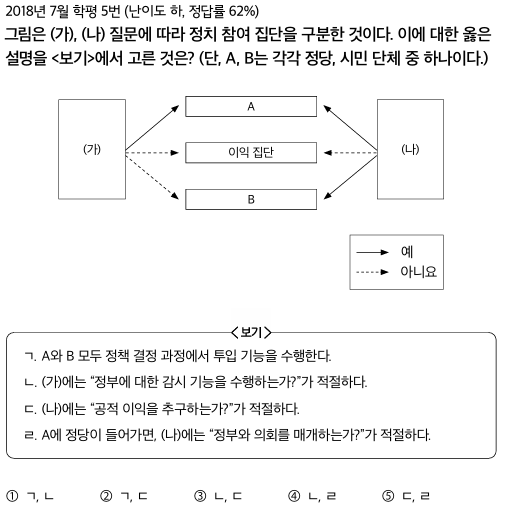 2018년 7월 학평 5번 (난이도 하, 정답률 62%)
그림은 (가), (나) 질문에 따라 정치 참여 집단을 구분한 것이다. 이에 대한 옳은
설명을 <보기>에서 고른 것은? (단, A, B는 각각 정당, 시민 단체 중 하나이다.)
A
(가)
이익 집단
(나)
B
예
아니요
<보기>
ㄱ. A와 B 모두 정책 결정 과정에서 투입 기능을 수행한다.
ㄴ. (가)에는 “정부에 대한 감시 기능을 수행하는가?”가 적절하다.
ㄷ. (나)에는 “공적 이익을 추구하는가?”가 적절하다.
ㄹ. A에 정당이 들어가면, (나)에는 “정부와 의회를 매개하는가?”가 적절하다.
① ㄱ, ㄴ ② ㄱ, ㄷ ③ ㄴ, ㄷ ④ ㄴ, ㄹ ⑤ ㄷ, ㄹ